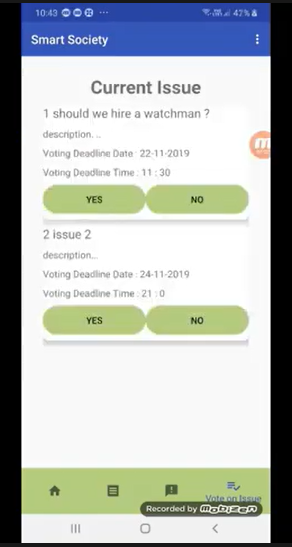 10:43
42%
Smart Society
Current Issue
1 should we hire a watchman ?
description. ..
Voting Deadline Date : 22-11-2019
Voting Deadline Time : 11 : 30
YES NO
2 issue 2
description...
Voting Deadline Date : 24-11-2019
Voting Deadline Time : 21 : 0
YES NO
Vote on Issue
Recorded by MOBIZEN